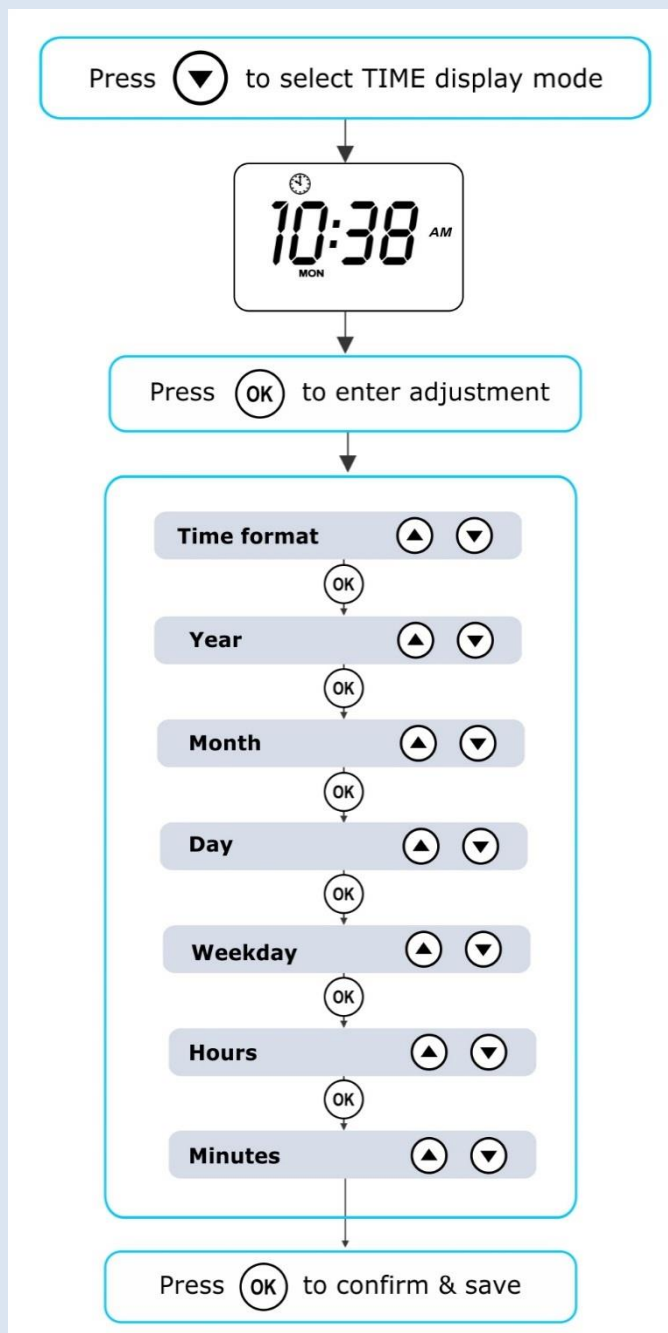 Press ▼ to select TIME display mode
10:38 AM
MON
Press OK to enter adjustment
Time format ▲ ▼
OK
Year ▲ ▼
OK
Month ▲ ▼
OK
Day ▲ ▼
OK
Weekday ▲ ▼
OK
Hours ▲ ▼
OK
Minutes ▲ ▼
Press OK to confirm & save